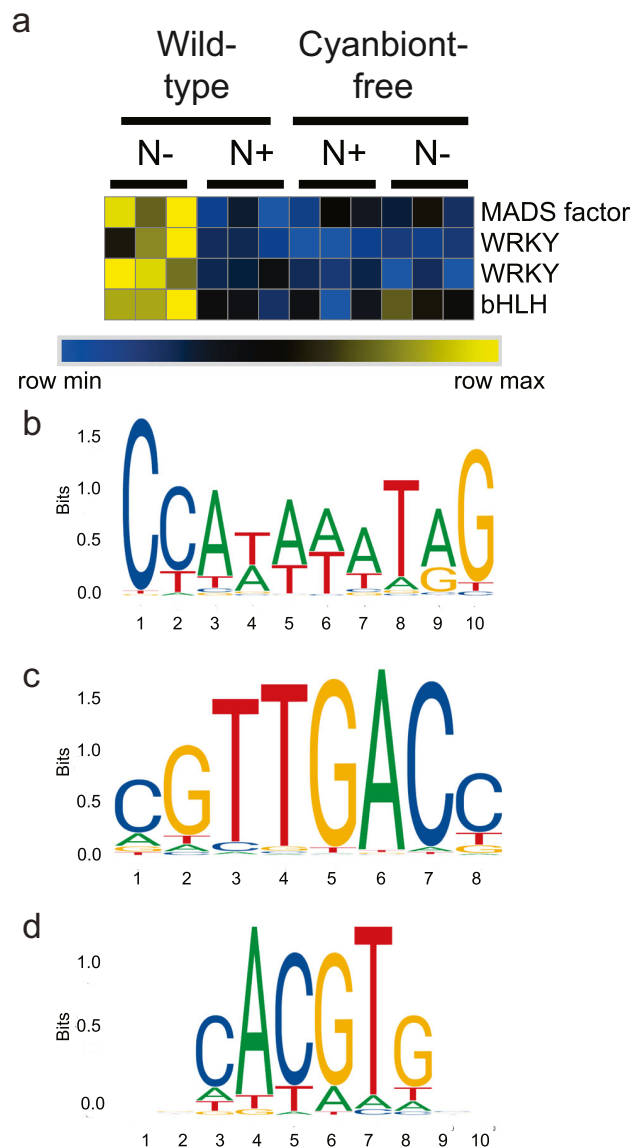 a
Wild-
type
Cyanbiont-
free
N- N+ N+ N-
MADS factor
WRKY
WRKY
bHLH
row min row max
b
Bits
1.5
1.0
0.5
0.0
CCATAAATAG
1 2 3 4 5 6 7 8 9 10
c
Bits
1.5
1.0
0.5
0.0
CGTTGACC
1 2 3 4 5 6 7 8
d
Bits
1.0
0.5
0.0
CACGTG
1 2 3 4 5 6 7 8 9 10